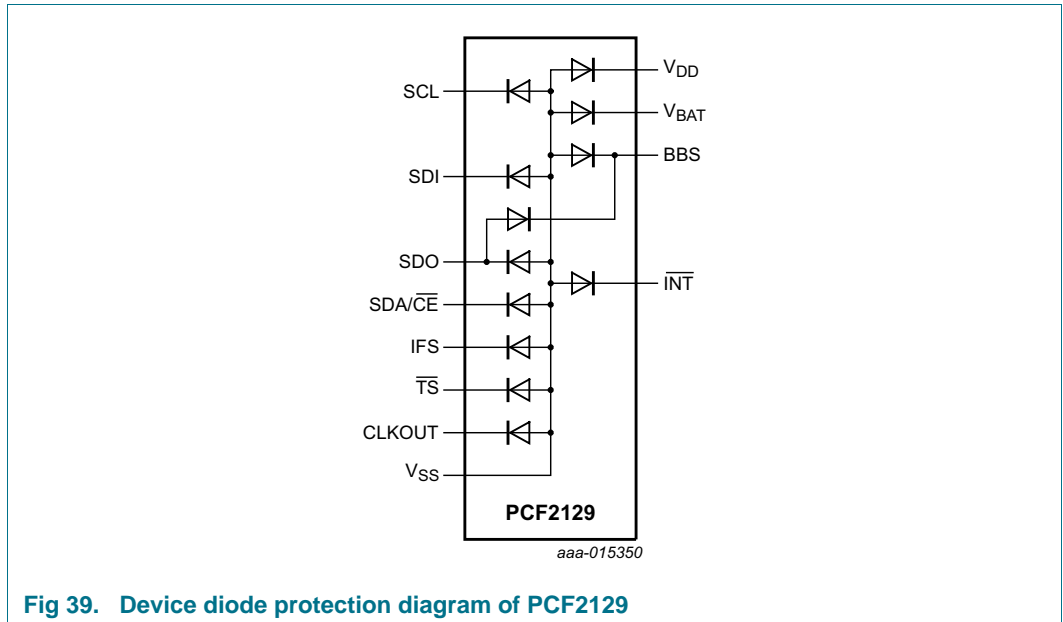 SCL
SDI
SDO
SDA/CE
IFS
TS
CLKOUT
VSS
VDD
VBAT
BBS
INT
PCF2129
aaa-015350
Fig 39. Device diode protection diagram of PCF2129